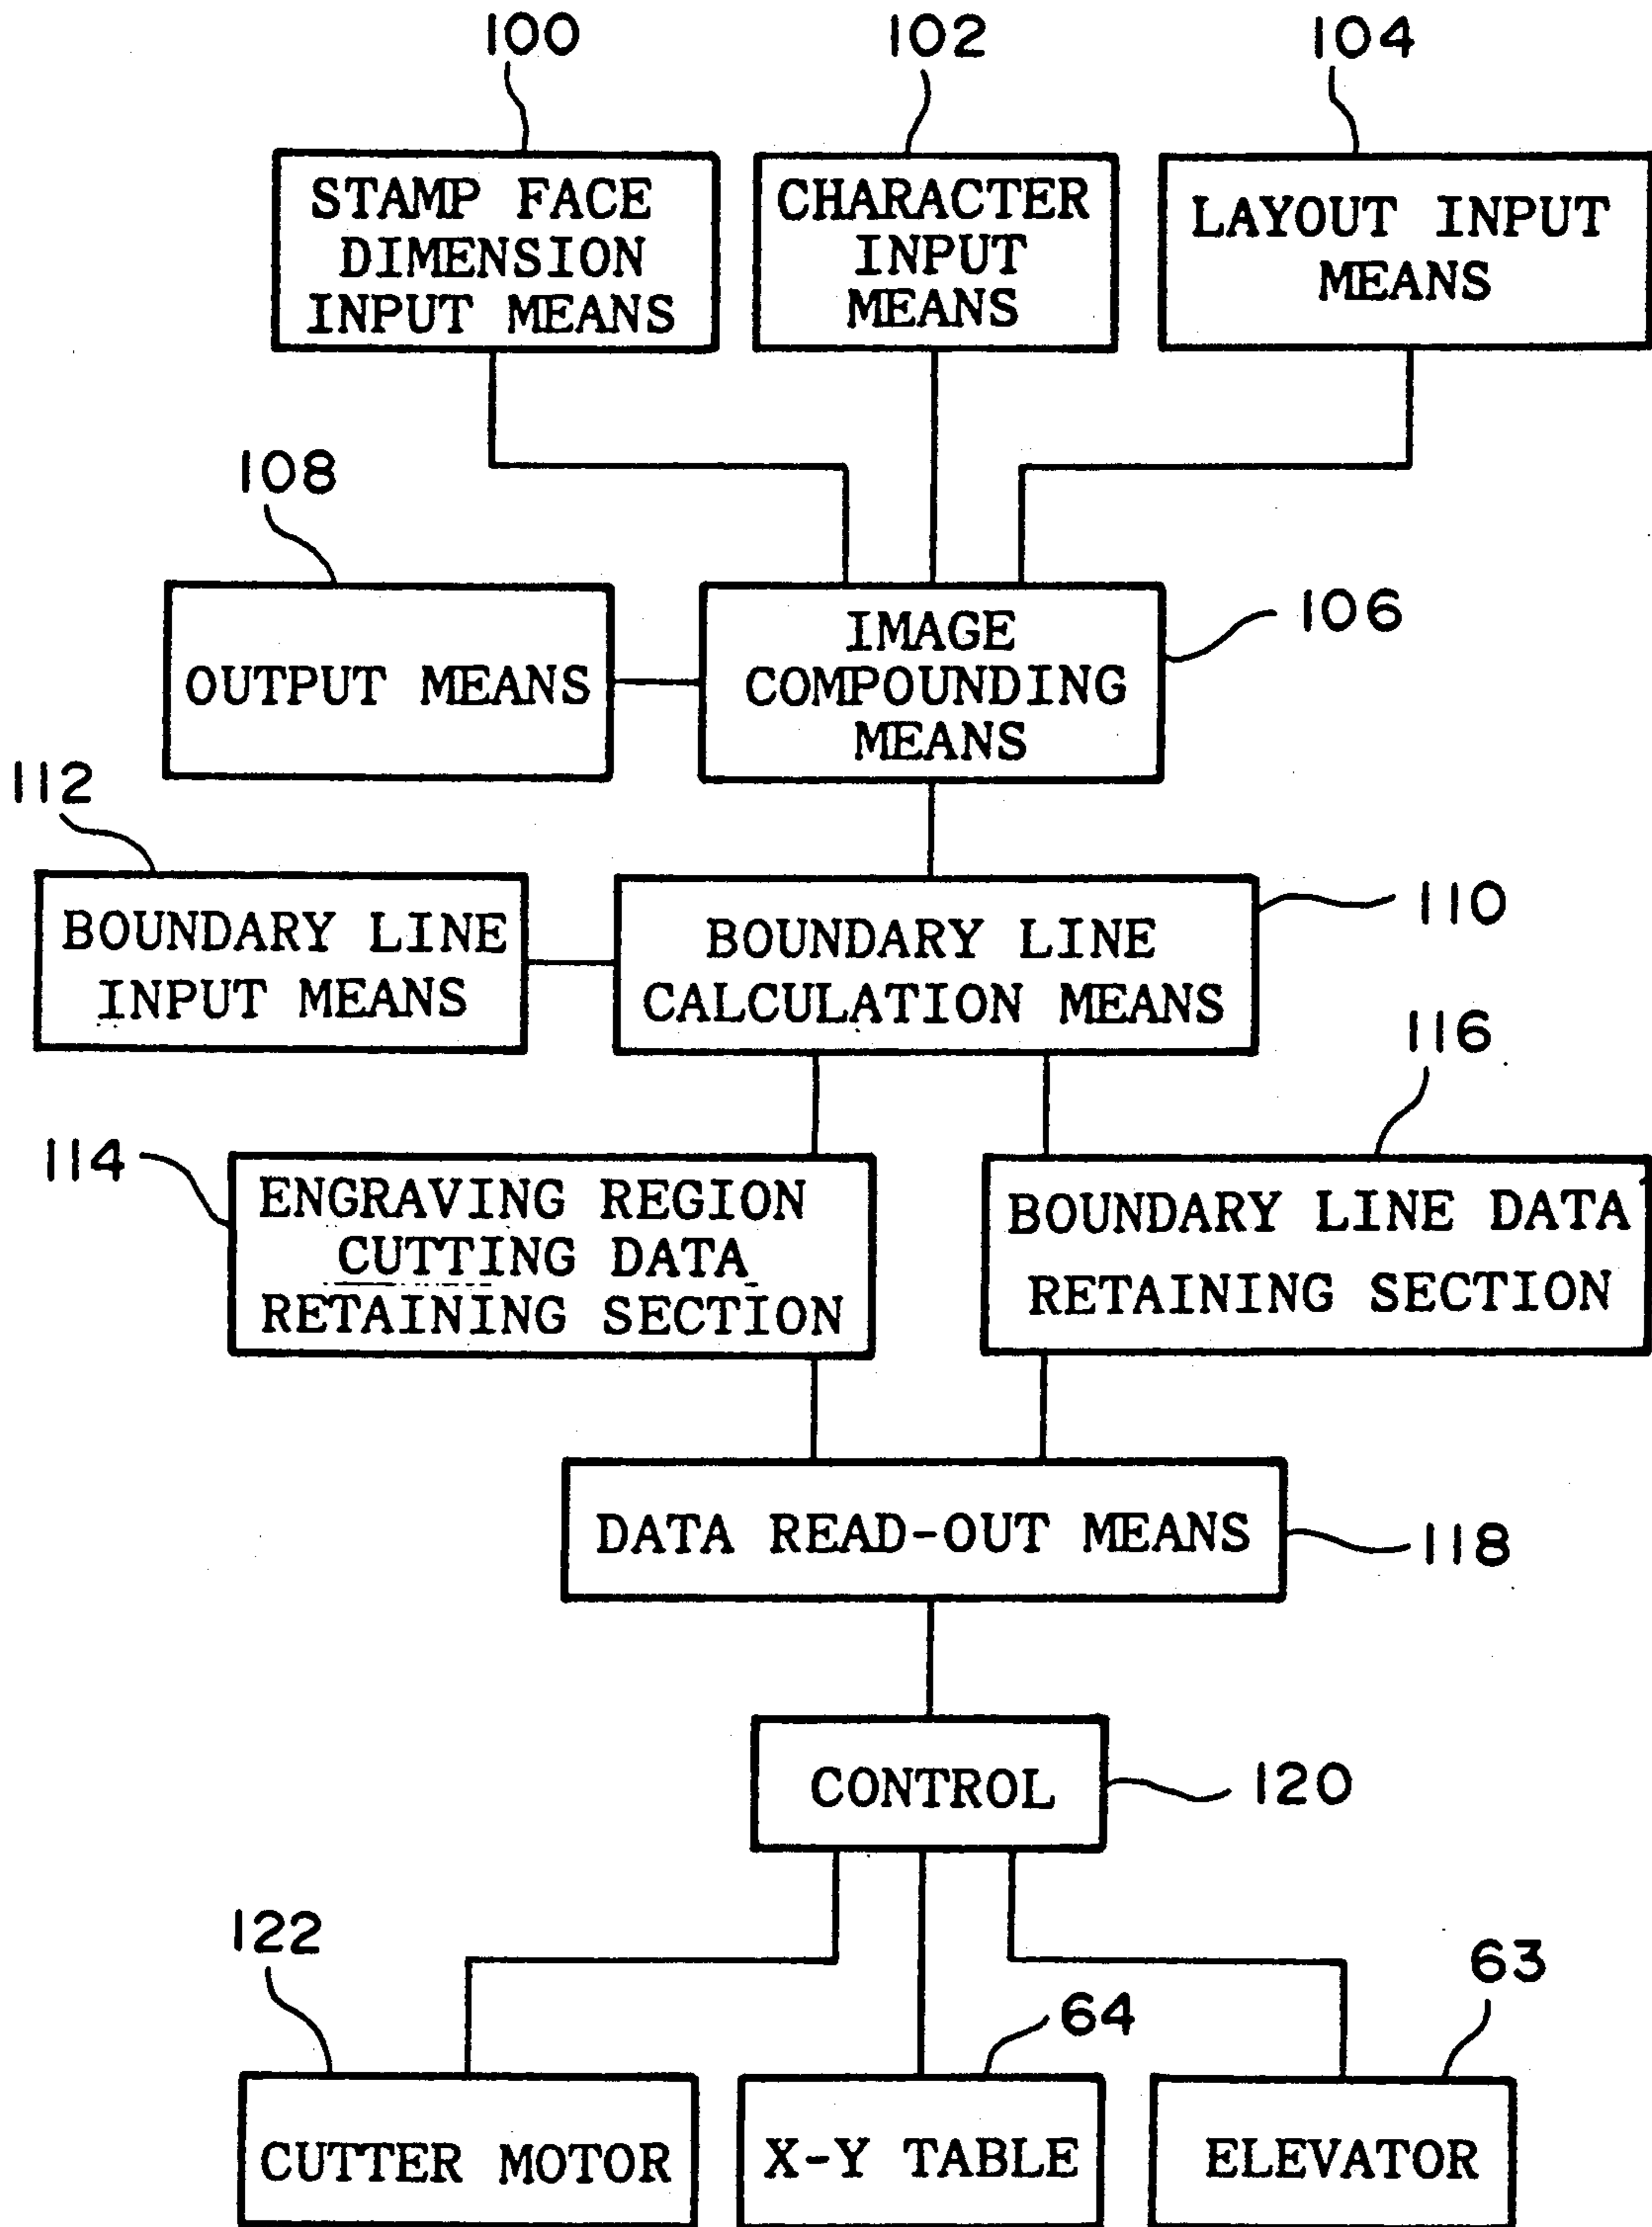 100
102
104
STAMP FACE
DIMENSION
INPUT MEANS
CHARACTER
INPUT
MEANS
LAYOUT INPUT
MEANS
108
106
OUTPUT MEANS
IMAGE
COMPOUNDING
MEANS
112
110
BOUNDARY LINE
INPUT MEANS
BOUNDARY LINE
CALCULATION MEANS
116
114
ENGRAVING REGION
CUTTING DATA
RETAINING SECTION
BOUNDARY LINE DATA
RETAINING SECTION
DATA READ-OUT MEANS
118
CONTROL
120
122
64
63
CUTTER MOTOR
X-Y TABLE
ELEVATOR